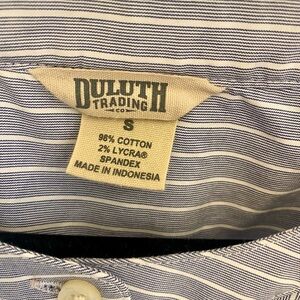 DULUTH
TRADING
CO
S
98% COTTON
2% LYCRA®
SPANDEX
MADE IN INDONESIA